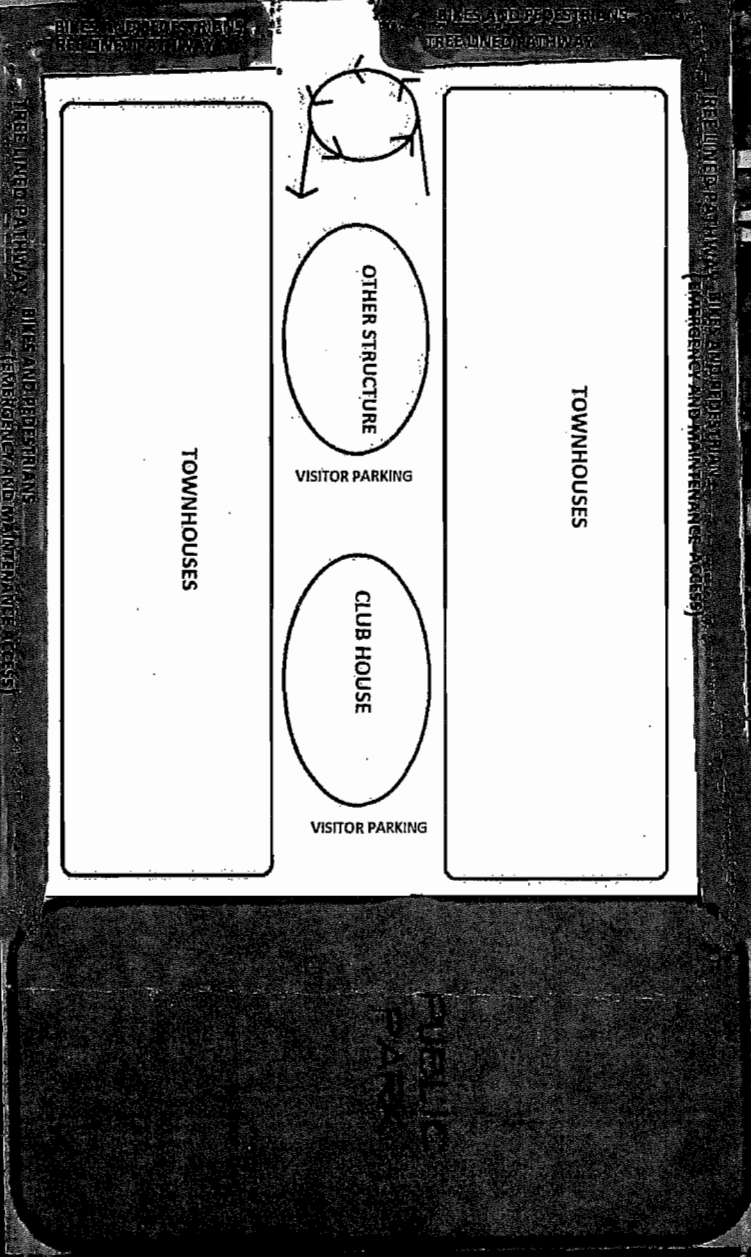 BIKES AND PEDESTRIANS
TREE LINED PATHWAY
BIKES AND PEDESTRIANS
TREE LINED PATHWAY
TREE LINED PATHWAY BIKES AND PEDESTRIANS
(EMERGENCY AND MAINTENANCE ACCESS)
TREE LINED PATHWAY BIKES AND PEDESTRIAN
(EMERGENCY AND MAINTENANCE ACCESS)
TOWNHOUSES
OTHER STRUCTURE
VISITOR PARKING
TOWNHOUSES
CLUB HOUSE
VISITOR PARKING
PUBLIC
PARK